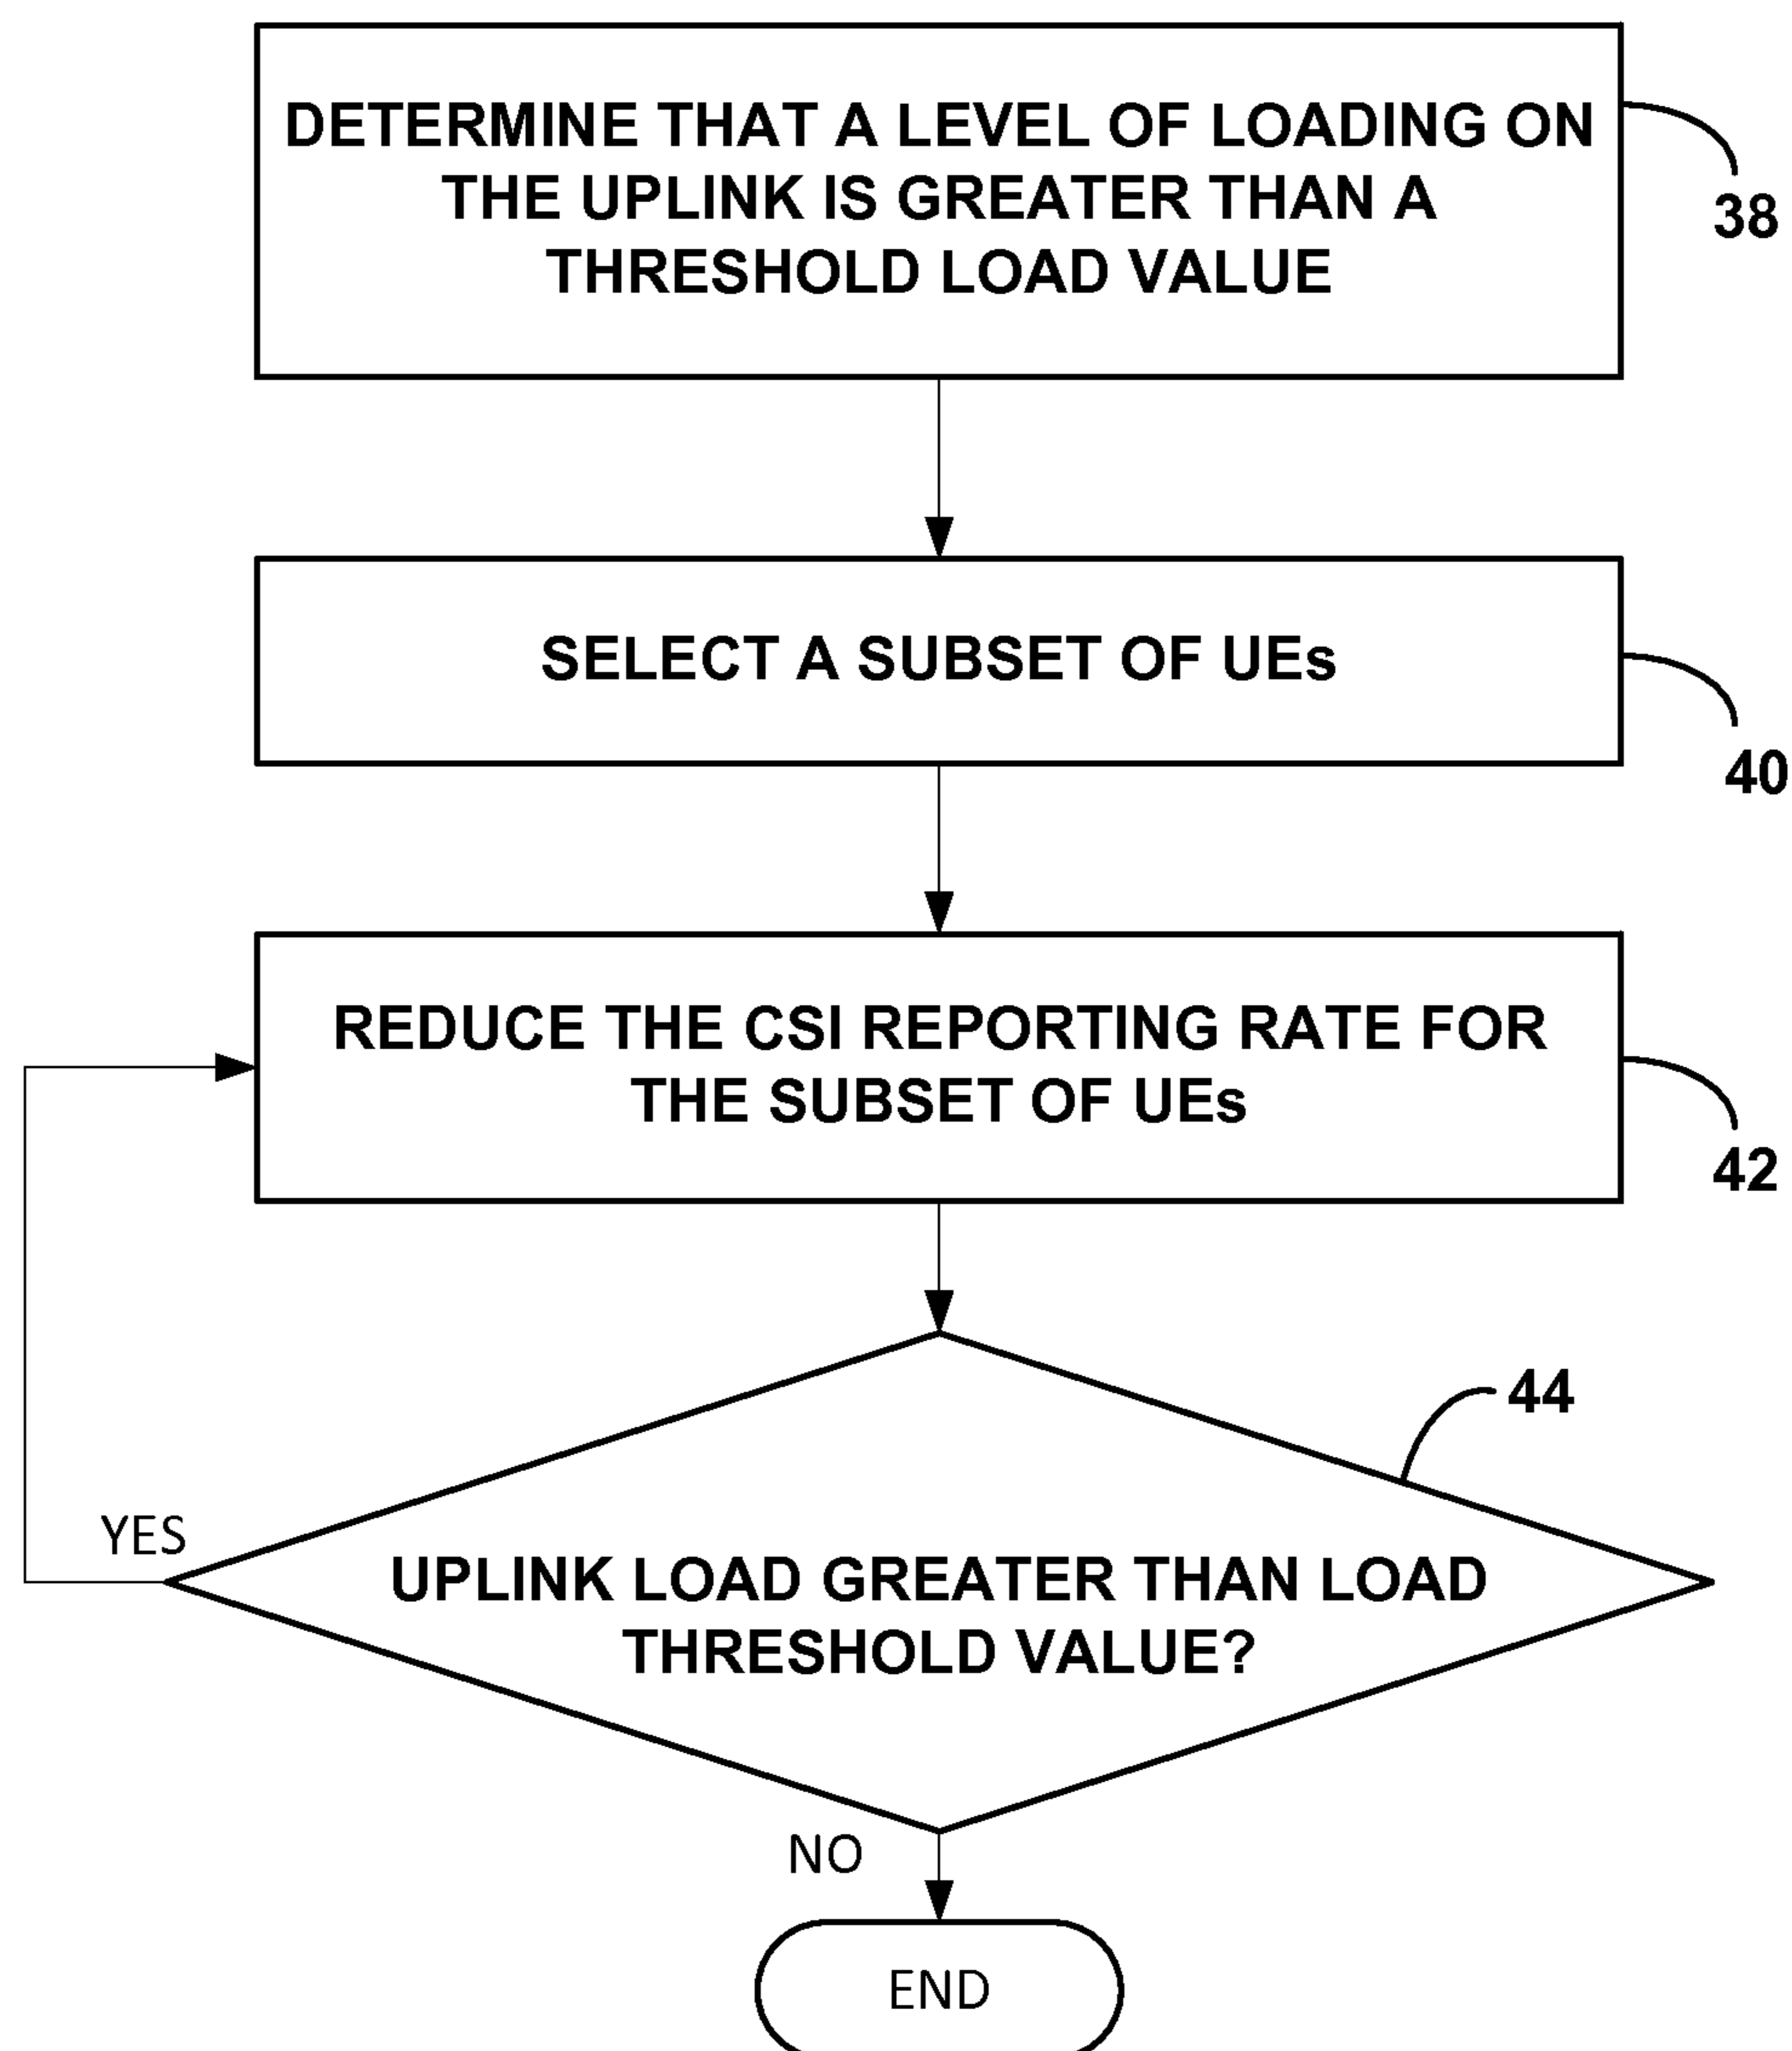 DETERMINE THAT A LEVEL OF LOADING ON
THE UPLINK IS GREATER THAN A
THRESHOLD LOAD VALUE
38
SELECT A SUBSET OF UEs
40
REDUCE THE CSI REPORTING RATE FOR
THE SUBSET OF UEs
42
44
YES
UPLINK LOAD GREATER THAN LOAD
THRESHOLD VALUE?
NO
END